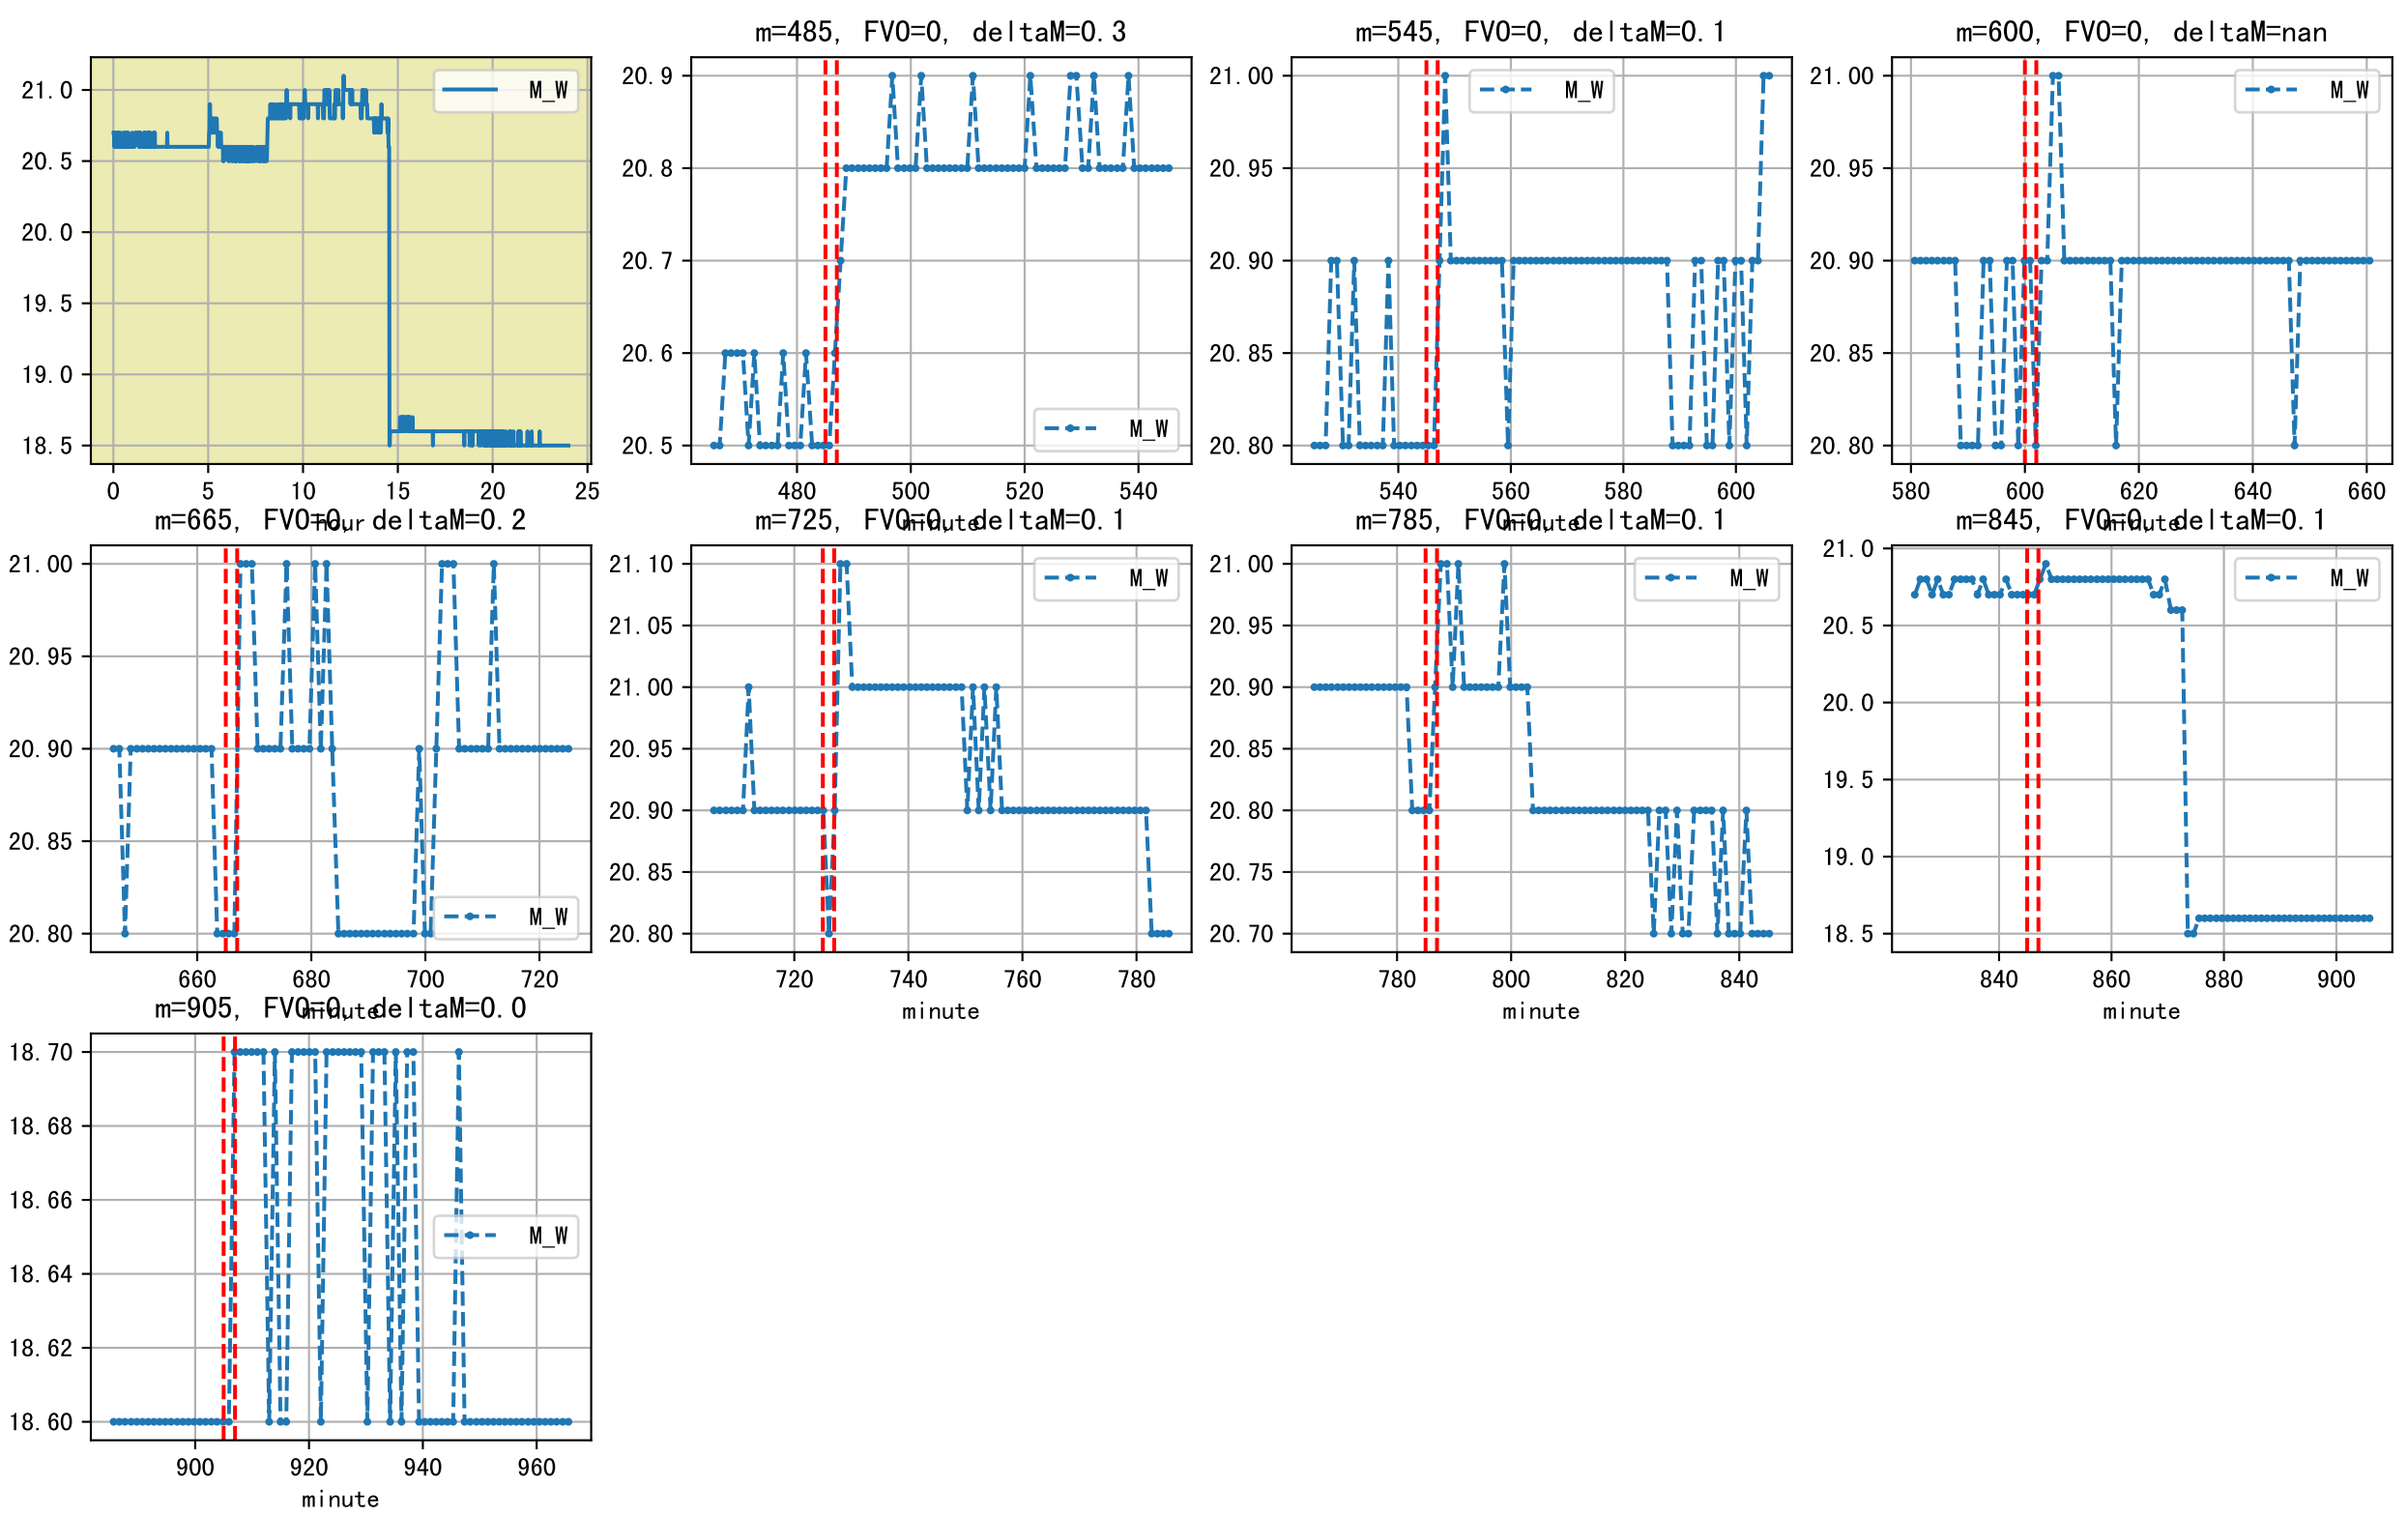 m=485, FVO=0, deltaM=0.3
m=545, FVO=0, deltaM=0.1
m=600, FVO=0, deltaM=nan
21.0
20.5
20.0
19.5
19.0
18.5
M_W
0 5 10 15 20 25
hour
20.9
20.8
20.7
20.6
20.5
M_W
480 500 520 540
minute
21.00
20.95
20.90
20.85
20.80
M_W
540 560 580 600
minute
21.00
20.95
20.90
20.85
20.80
M_W
580 600 620 640 660
minute
m=665, FVO=0, deltaM=0.2
21.00
20.95
20.90
20.85
20.80
M_W
660 680 700 720
minute
m=725, FVO=0, deltaM=0.1
21.10
21.05
21.00
20.95
20.90
20.85
20.80
M_W
720 740 760 780
minute
m=785, FVO=0, deltaM=0.1
21.00
20.95
20.90
20.85
20.80
20.75
20.70
M_W
780 800 820 840
minute
m=845, FVO=0, deltaM=0.1
21.0
20.5
20.0
19.5
19.0
18.5
M_W
840 860 880 900
minute
m=905, FVO=0, deltaM=0.0
18.70
18.68
18.66
18.64
18.62
18.60
M_W
900 920 940 960
minute